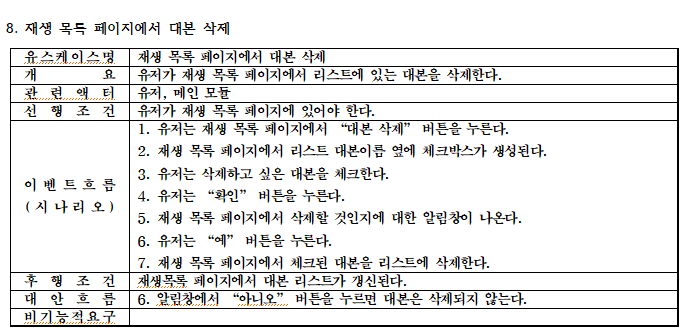 8. 재생 목록 페이지에서 대본 삭제
유스케이스명 재생 목록 페이지에서 대본 삭제
개 요 유저가 재생 목록 페이지에서 리스트에 있는 대본을 삭제한다.
관 련 액 터 유저, 메인 모듈
선 행 조 건 유저가 재생 목록 페이지에 있어야 한다.
이 벤 트 흐 름
( 시 나 리 오 )
1. 유저는 재생 목록 페이지에서 “대본 삭제” 버튼을 누른다.
2. 재생 목록 페이지에서 리스트 대본이름 옆에 체크박스가 생성된다.
3. 유저는 삭제하고 싶은 대본을 체크한다.
4. 유저는 “확인” 버튼을 누른다.
5. 재생 목록 페이지에서 삭제할 것인지에 대한 알림창이 나온다.
6. 유저는 “예” 버튼을 누른다.
7. 재생 목록 페이지에서 체크된 대본을 리스트에 삭제한다.
후 행 조 건 재생목록 페이지에서 대본 리스트가 갱신된다.
대 안 흐 름 6. 알림창에서 “아니오” 버튼을 누르면 대본은 삭제되지 않는다.
비기능적요구